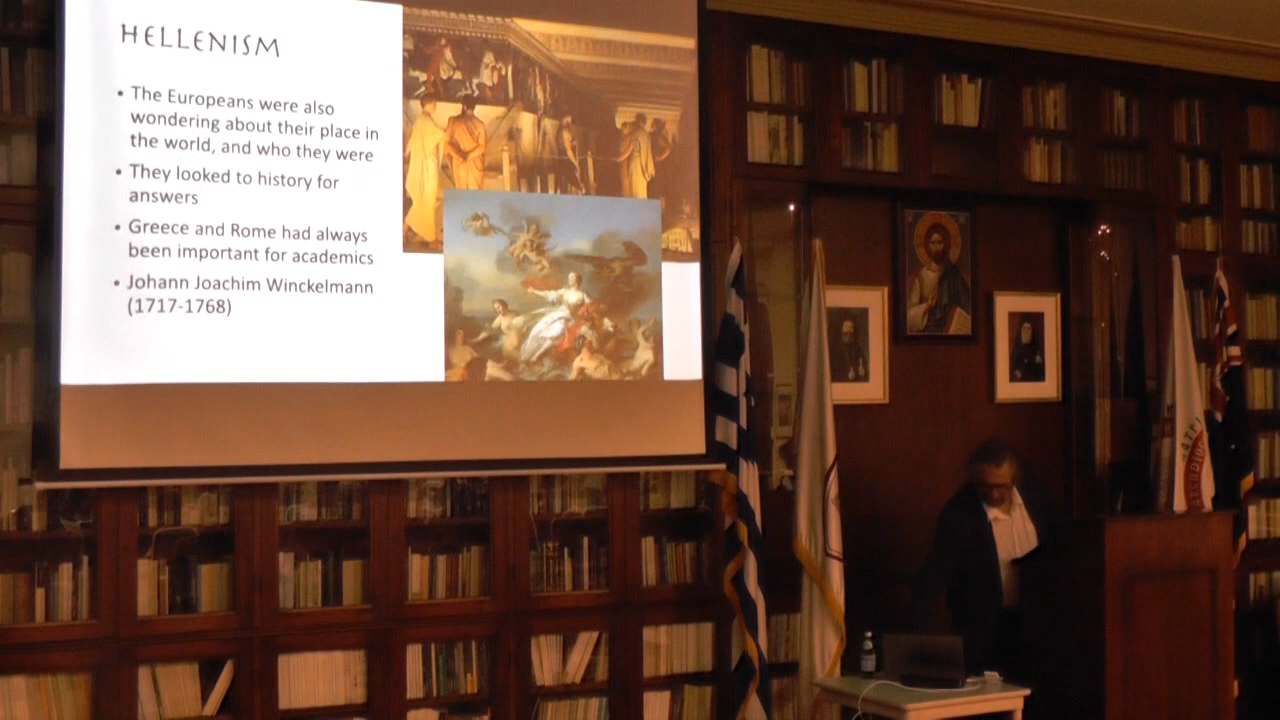 HELLENISM
• The Europeans were also
wondering about their place in
the world, and who they were
• They looked to history for
answers
• Greece and Rome had always
been important for academics
• Johann Joachim Winckelmann
(1717-1768)